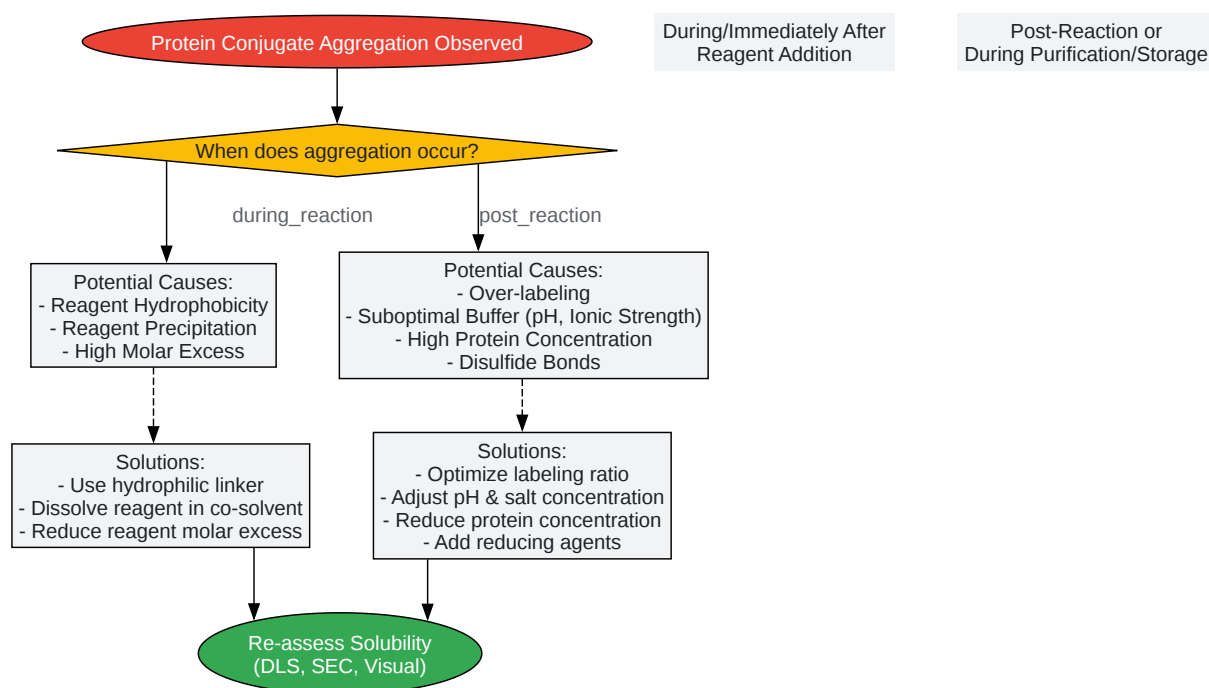 Protein Conjugate Aggregation Observed
During/Immediately After
Reagent Addition
Post-Reaction or
During Purification/Storage
When does aggregation occur?
during_reaction
post_reaction
Potential Causes:
- Reagent Hydrophobicity
- Reagent Precipitation
- High Molar Excess
Potential Causes:
- Over-labeling
- Suboptimal Buffer (pH, Ionic Strength)
- High Protein Concentration
- Disulfide Bonds
Solutions:
- Use hydrophilic linker
- Dissolve reagent in co-solvent
- Reduce reagent molar excess
Solutions:
- Optimize labeling ratio
- Adjust pH & salt concentration
- Reduce protein concentration
- Add reducing agents
Re-assess Solubility
(DLS, SEC, Visual)